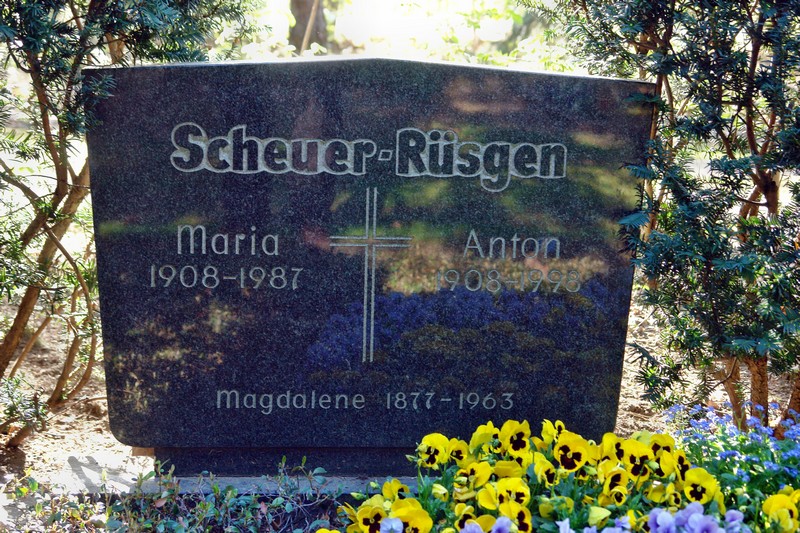 Scheuer-Rüsgen
Maria Anton
1908-1987 1908-1998
Magdalene 1877-1963